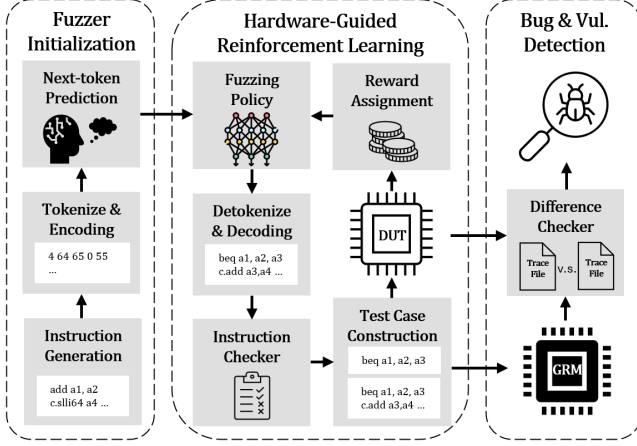 Fuzzer
Initialization
Next-token
Prediction
Tokenize &
Encoding
4 64 65 0 55
...
Instruction
Generation
add a1, a2
c.slli64 a4 ...
Hardware-Guided
Reinforcement Learning
Fuzzing
Policy
Reward
Assignment
Detokenize
& Decoding
beq a1, a2, a3
c.add a3,a4 ...
DUT
Instruction
Checker
Test Case
Construction
beq a1, a2, a3
beq a1, a2, a3
c.add a3,a4 ...
Bug & Vul.
Detection
Difference
Checker
Trace
File
V.S.
Trace
File
GRM